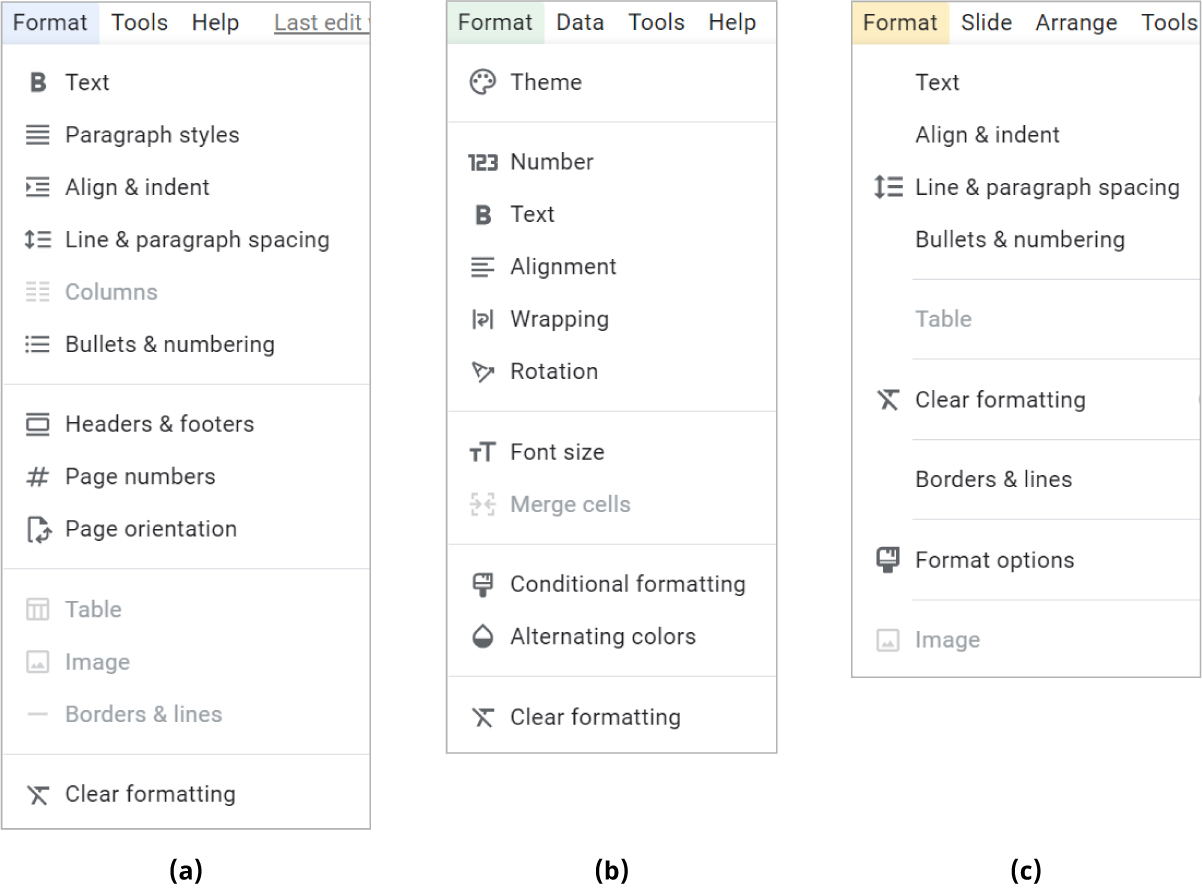 Format Tools Help Last edit
Text
Paragraph styles
Align & indent
Line & paragraph spacing
Columns
Bullets & numbering
Headers & footers
Page numbers
Page orientation
Table
Image
Borders & lines
Clear formatting
(a)
Format Data Tools Help
Theme
123 Number
B Text
Alignment
Wrapping
Rotation
Font size
Merge cells
Conditional formatting
Alternating colors
Clear formatting
(b)
Format Slide Arrange Tools
Text
Align & indent
Line & paragraph spacing
Bullets & numbering
Table
Clear formatting
Borders & lines
Format options
Image
(c)